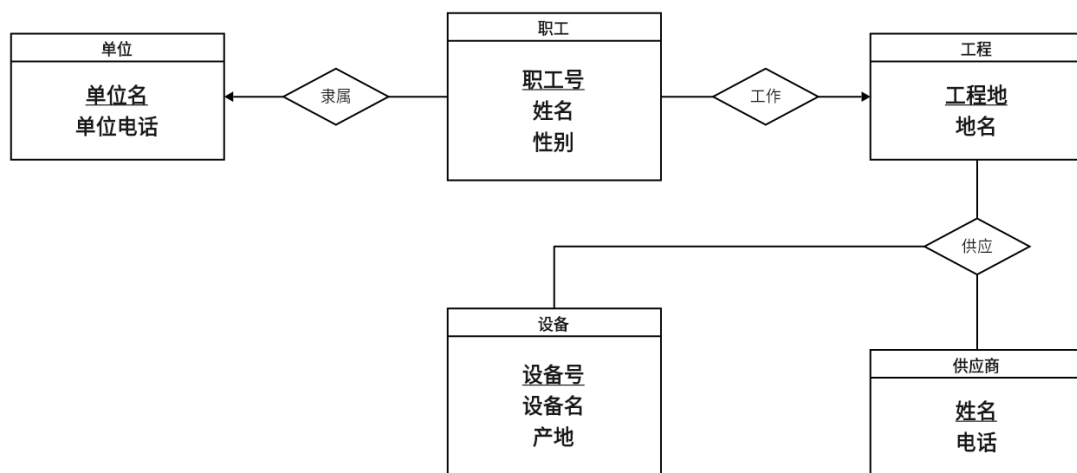 单位
单位名
单位电话
隶属
职工
职工号
姓名
性别
工作
工程
工程地
地名
供应
设备
设备号
设备名
产地
供应商
姓名
电话